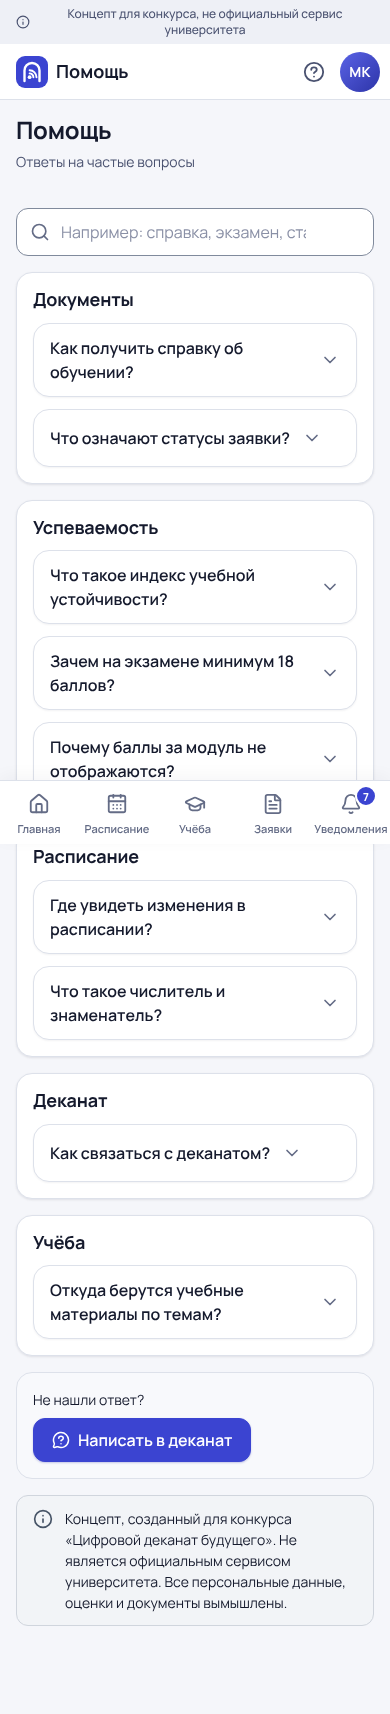 Концепт для конкурса, не официальный сервис
университета
Помощь
МК
Помощь
Ответы на частые вопросы
Например: справка, экзамен, ста
Документы
Как получить справку об
обучении?
Что означают статусы заявки?
Успеваемость
Что такое индекс учебной
устойчивости?
Зачем на экзамене минимум 18
баллов?
Почему баллы за модуль не
отображаются?
7
Главная
Расписание
Учёба
Заявки
Уведомления
Расписание
Где увидеть изменения в
расписании?
Что такое числитель и
знаменатель?
Деканат
Как связаться с деканатом?
Учёба
Откуда берутся учебные
материалы по темам?
Не нашли ответ?
Написать в деканат
Концепт, созданный для конкурса
«Цифровой деканат будущего». Не
является официальным сервисом
университета. Все персональные данные,
оценки и документы вымышлены.